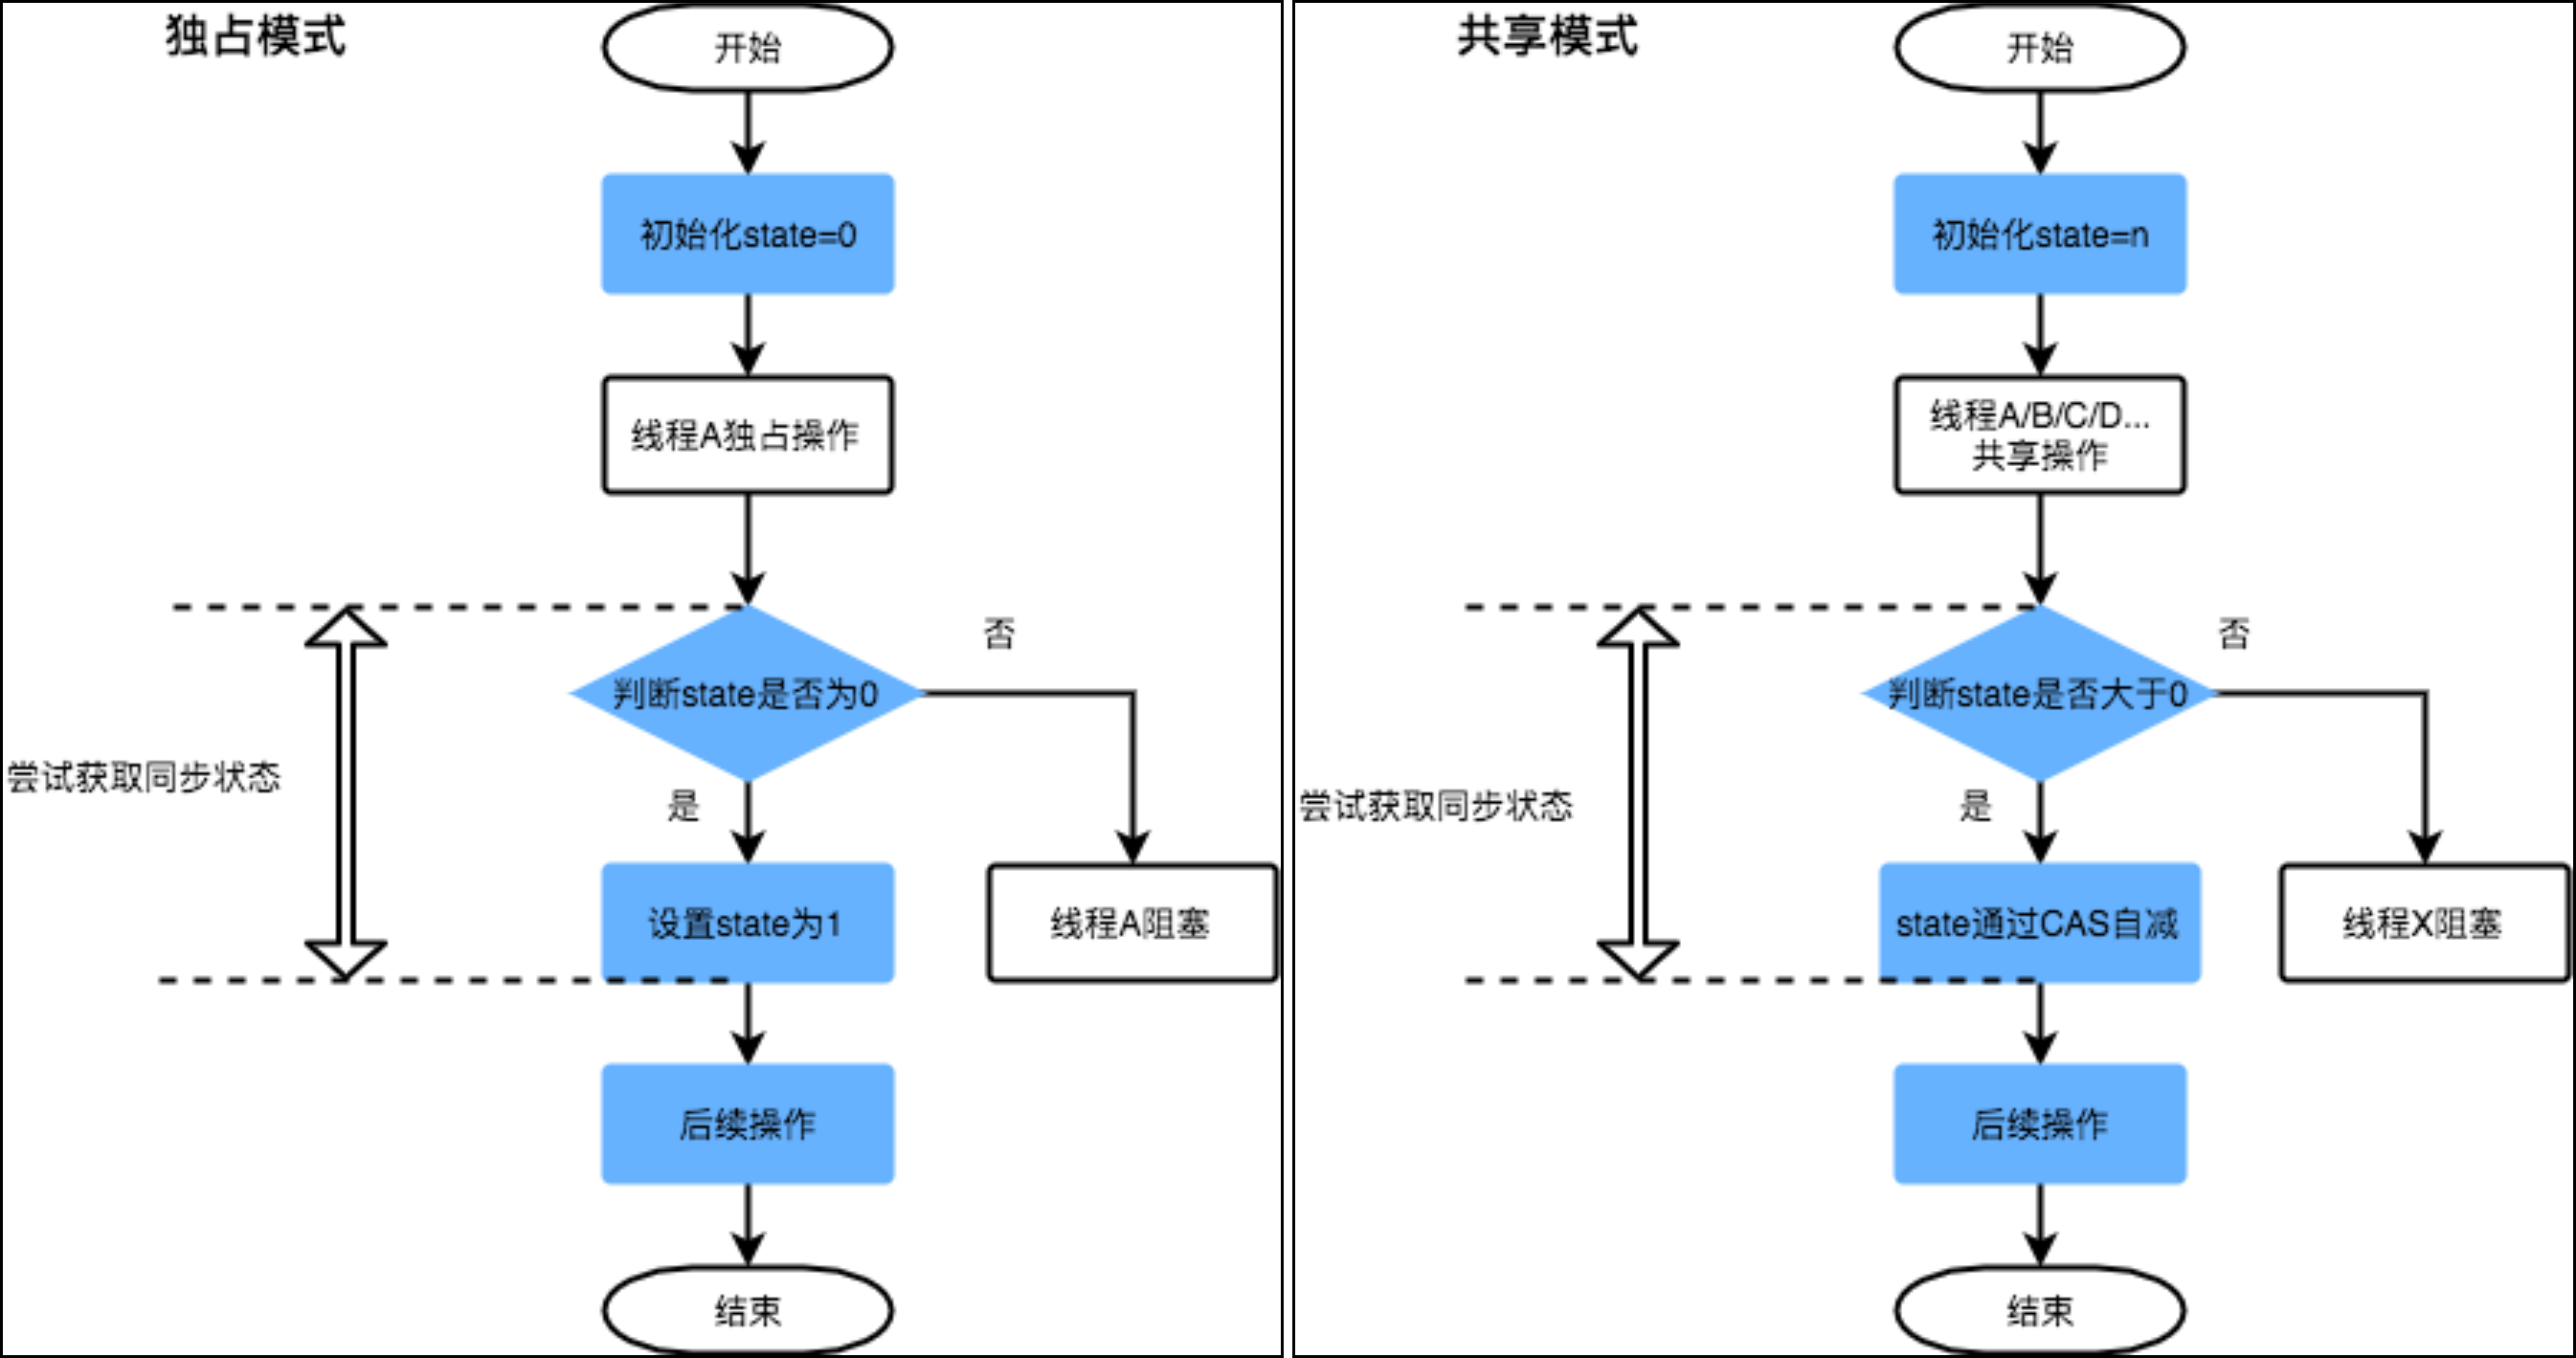 独占模式
开始
初始化state=0
线程A独占操作
否
判断state是否为0
尝试获取同步状态
是
设置state为1
线程A阻塞
后续操作
结束
共享模式
开始
初始化state=n
线程A/B/C/D...
共享操作
否
判断state是否大于0
尝试获取同步状态
是
state通过CAS自减
线程X阻塞
后续操作
结束